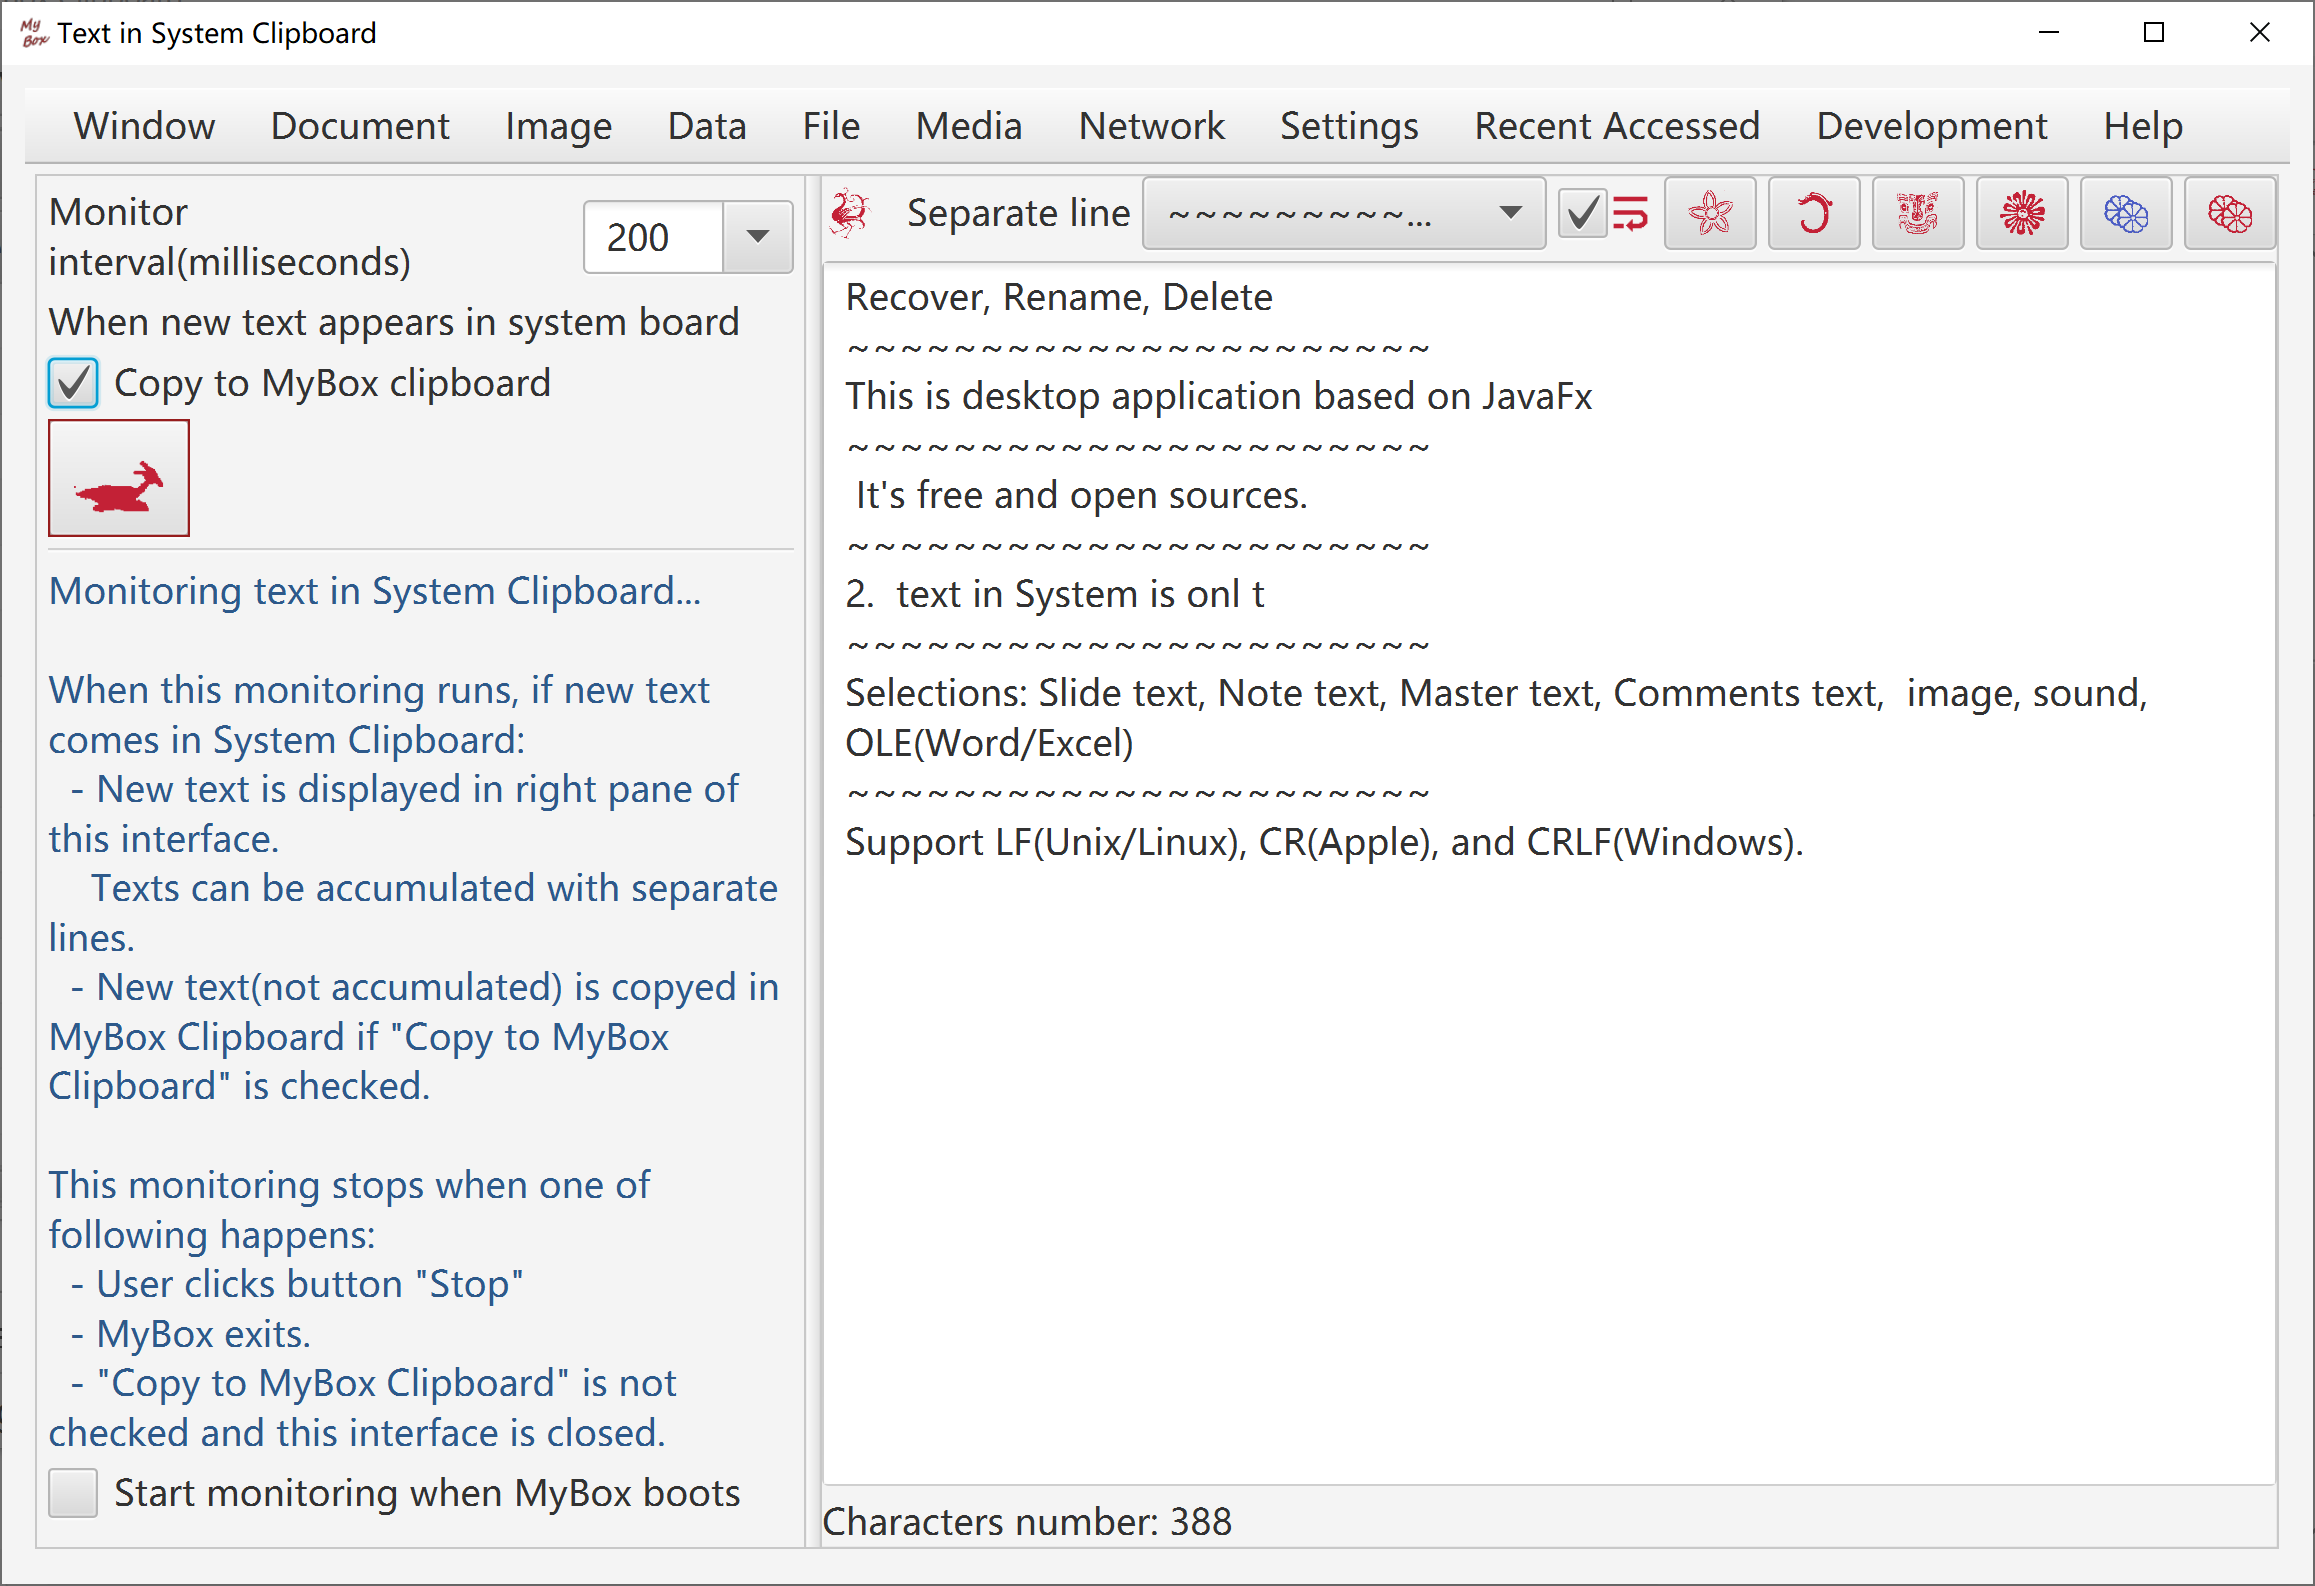 My Box Text in System Clipboard
Window Document Image Data File Media Network Settings Recent Accessed Development Help
Monitor
interval(milliseconds)
200
When new text appears in system board
Copy to MyBox clipboard
Monitoring text in System Clipboard...
When this monitoring runs, if new text
comes in System Clipboard:
- New text is displayed in right pane of
this interface.
Texts can be accumulated with separate
lines.
- New text(not accumulated) is copyed in
MyBox Clipboard if "Copy to MyBox
Clipboard" is checked.
This monitoring stops when one of
following happens:
- User clicks button "Stop"
- MyBox exits.
- "Copy to MyBox Clipboard" is not
checked and this interface is closed.
Start monitoring when MyBox boots
Separate line ~~~~~~~~~...
Recover, Rename, Delete
~~~~~~~~~~~~~~~~~~~~~~
This is desktop application based on JavaFx
~~~~~~~~~~~~~~~~~~~~~~
It's free and open sources.
~~~~~~~~~~~~~~~~~~~~~~
2.  text in System is onl t
~~~~~~~~~~~~~~~~~~~~~~
Selections: Slide text, Note text, Master text, Comments text,  image, sound,
OLE(Word/Excel)
~~~~~~~~~~~~~~~~~~~~~~
Support LF(Unix/Linux), CR(Apple), and CRLF(Windows).
Characters number: 388